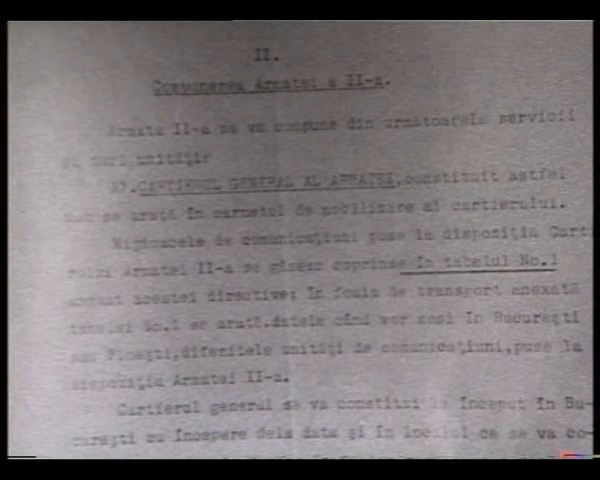 II.
Compunerea Armatei a II-a.
Armata II-a se va compune din următoarele servicii
și mari unități:
A). CARTIERUL GENERAL AL ARMATEI, constituit astfel
cum se arată în carnetul de mobilizare al cartierului.
Mijloacele de comunicațiuni puse la dispoziția Carti
Armatei II-a se găsesc coprinse în tabelul No.1
anexat acestei directive; în foaia de transport anexată
tabelei No.1 se arată, datele când vor sosi în București
sau Ploești, diferitele unități de comunicațiuni, puse la
dispoziția Armatei II-a.
Cartierul general se va constitui la început în Bu-
curești cu începere dela data și în localul ce se va co-